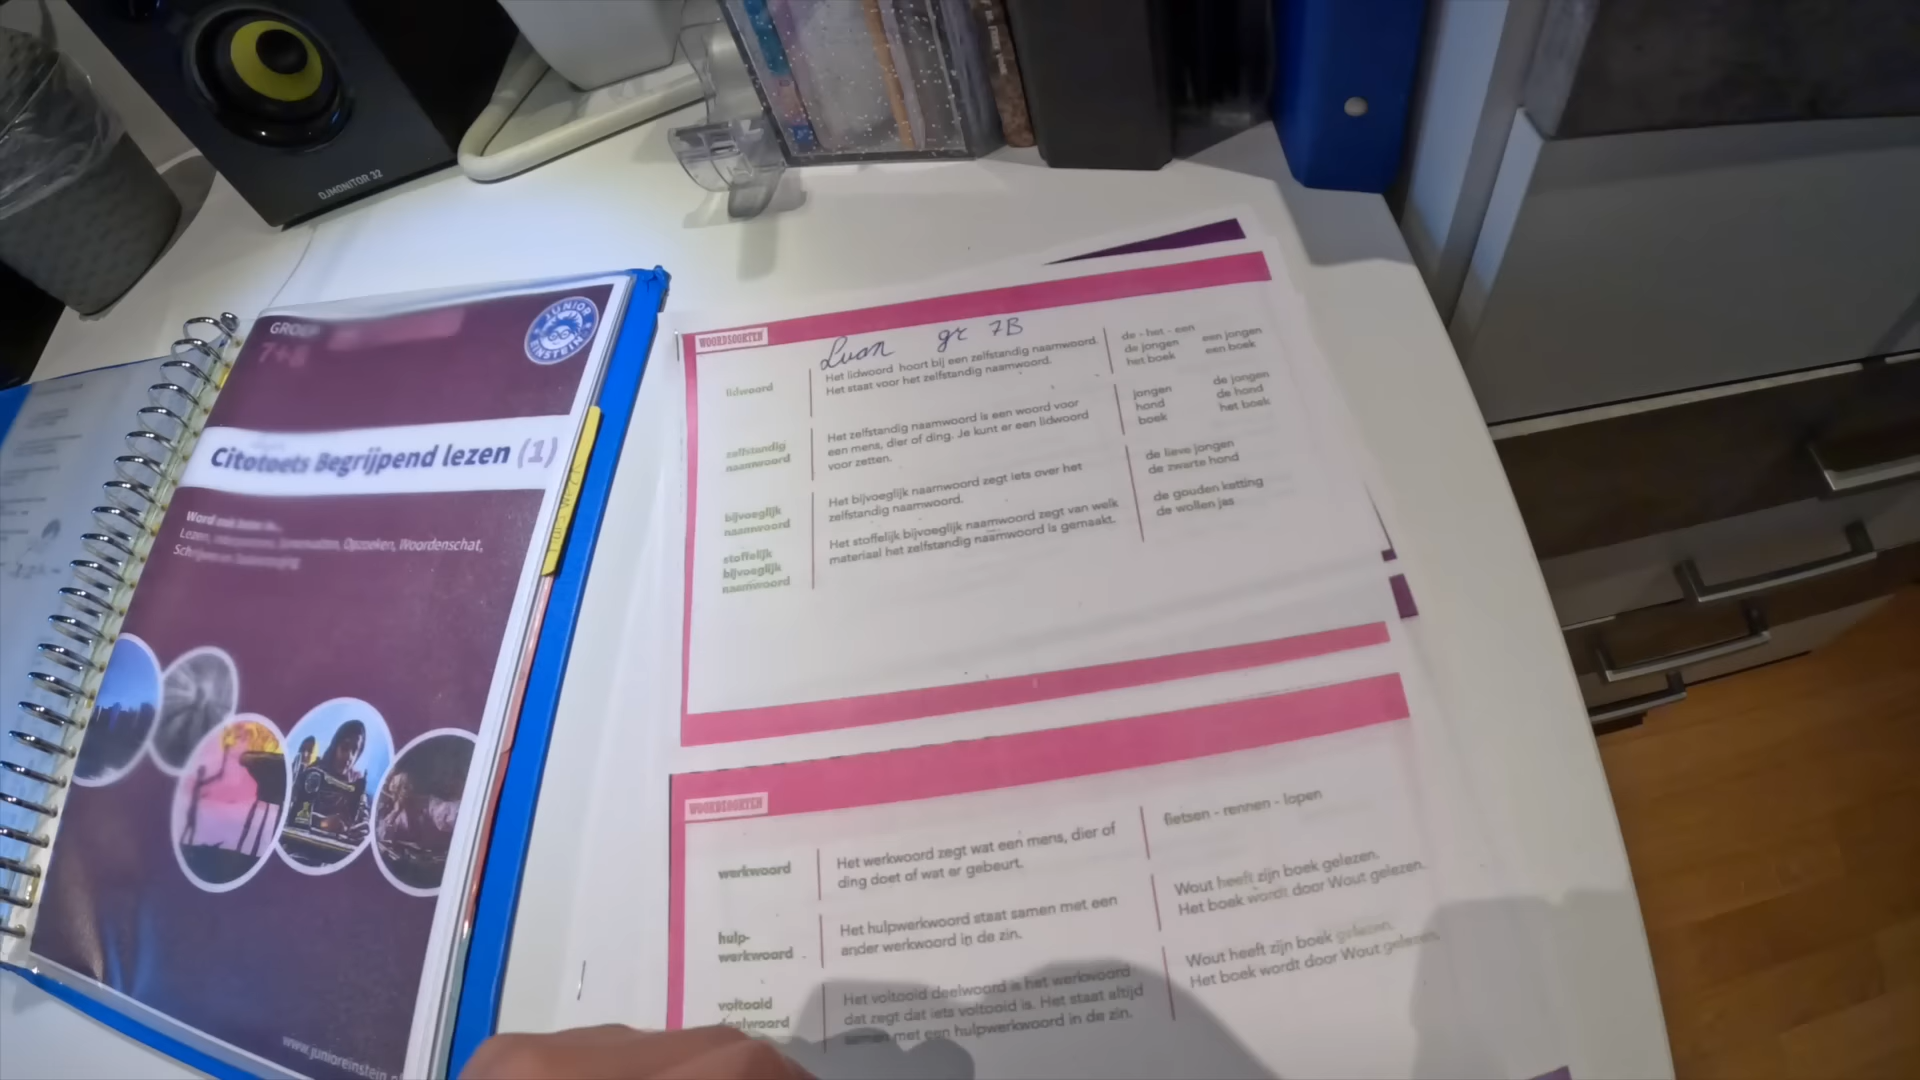 DJMONITOR 32
GROEP
7+8
JUNIOR
EINSTEIN
Citotoets Begrijpend lezen (1)
Word ook beter in...
Lezen, Opzoeken, Woordenschat,
www.junioreinstein.nl
WOORDSOORTEN
Luan gr 7B
lidwoord
Het lidwoord hoort bij een zelfstandig naamwoord.
Het staat voor het zelfstandig naamwoord.
de - het - een
de jongen een jongen
het boek een boek
zelfstandig
naamwoord
Het zelfstandig naamwoord is een woord voor
een mens, dier of ding. Je kunt er een lidwoord
voor zetten.
jongen de jongen
hond de hond
boek het boek
bijvoeglijk
naamwoord
Het bijvoeglijk naamwoord zegt iets over het
zelfstandig naamwoord.
de lieve jongen
de zwarte hond
stoffelijk
bijvoeglijk
naamwoord
Het stoffelijk bijvoeglijk naamwoord zegt van welk
materiaal het zelfstandig naamwoord is gemaakt.
de gouden ketting
de wollen jas
WOORDSOORTEN
werkwoord
Het werkwoord zegt wat een mens, dier of
ding doet of wat er gebeurt.
fietsen - rennen - lopen
hulp-
werkwoord
Het hulpwerkwoord staat samen met een
ander werkwoord in de zin.
Wout heeft zijn boek gelezen.
Het boek wordt door Wout gelezen.
voltooid
deelwoord
Het voltooid deelwoord is het werkwoord
dat zegt dat iets voltooid is. Het staat altijd
samen met een hulpwerkwoord in de zin.
Wout heeft zijn boek gelezen.
Het boek wordt door Wout gelezen.